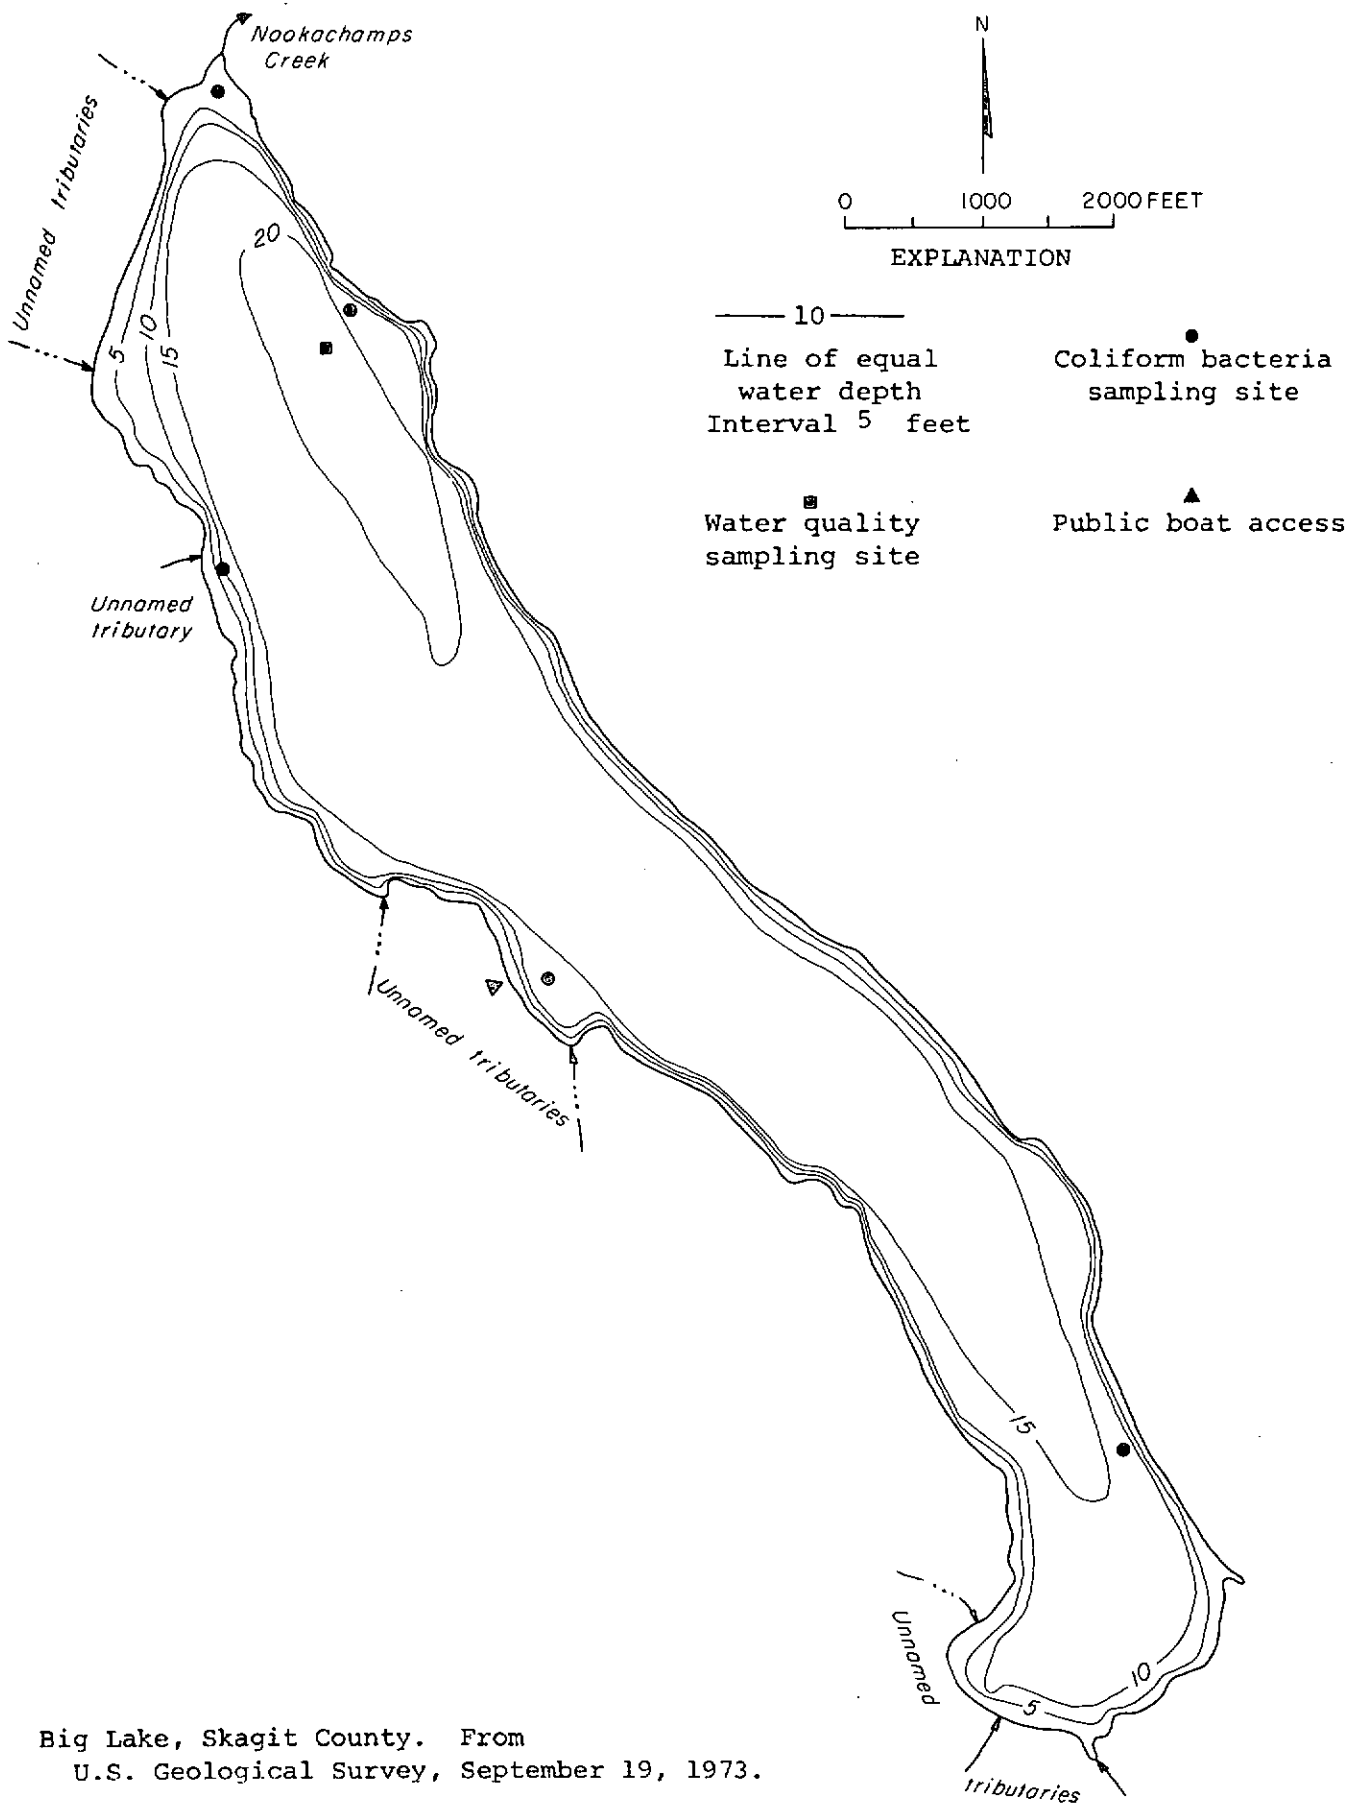 Nookachamps
Creek
N
Unnamed tributaries
0 1000 2000 FEET
EXPLANATION
20
10
Line of equal
water depth
Interval 5 feet
Coliform bacteria
sampling site
5
10
15
Water quality
sampling site
Public boat access
Unnamed
tributary
Unnamed tributaries
15
Unnamed
10
5
tributaries
Big Lake, Skagit County. From
U.S. Geological Survey, September 19, 1973.